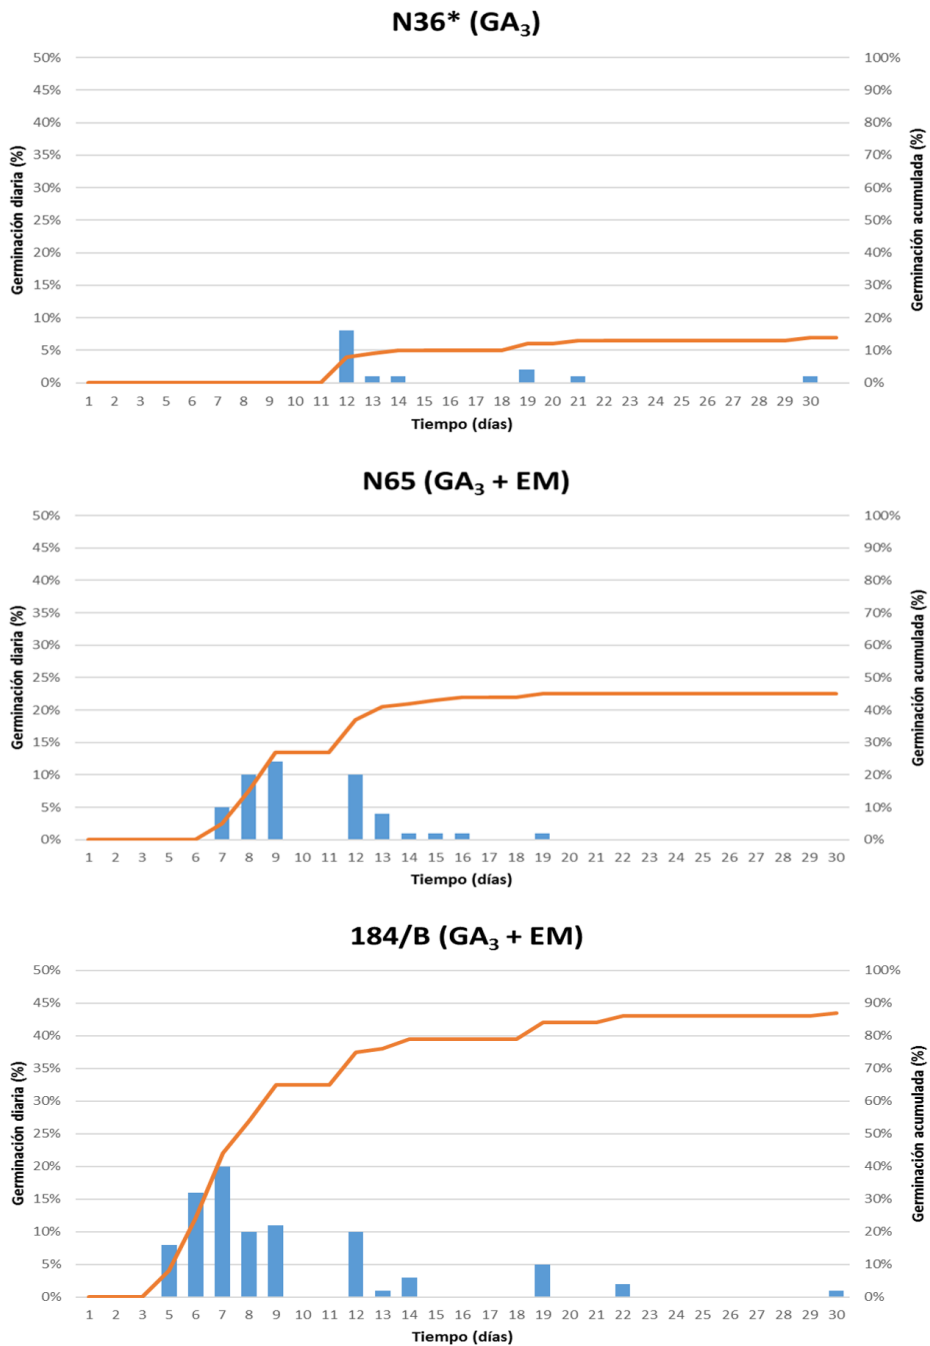 N36* (GA₃)
50% 100%
45% 90%
40% 80%
35% 70%
30% 60%
25% 50%
20% 40%
15% 30%
10% 20%
5% 10%
0% 0%
Germinación diaria (%)
Germinación acumulada (%)
1 2 3 5 6 7 8 9 10 11 12 13 14 15 16 17 18 19 20 21 22 23 24 25 26 27 28 29 30
Tiempo (días)
N65 (GA₃ + EM)
50% 100%
45% 90%
40% 80%
35% 70%
30% 60%
25% 50%
20% 40%
15% 30%
10% 20%
5% 10%
0% 0%
Germinación diaria (%)
Germinación acumulada (%)
1 2 3 5 6 7 8 9 10 11 12 13 14 15 16 17 18 19 20 21 22 23 24 25 26 27 28 29 30
Tiempo (días)
184/B (GA₃ + EM)
50% 100%
45% 90%
40% 80%
35% 70%
30% 60%
25% 50%
20% 40%
15% 30%
10% 20%
5% 10%
0% 0%
Germinación diaria (%)
Germinación acumulada (%)
1 2 3 5 6 7 8 9 10 11 12 13 14 15 16 17 18 19 20 21 22 23 24 25 26 27 28 29 30
Tiempo (días)